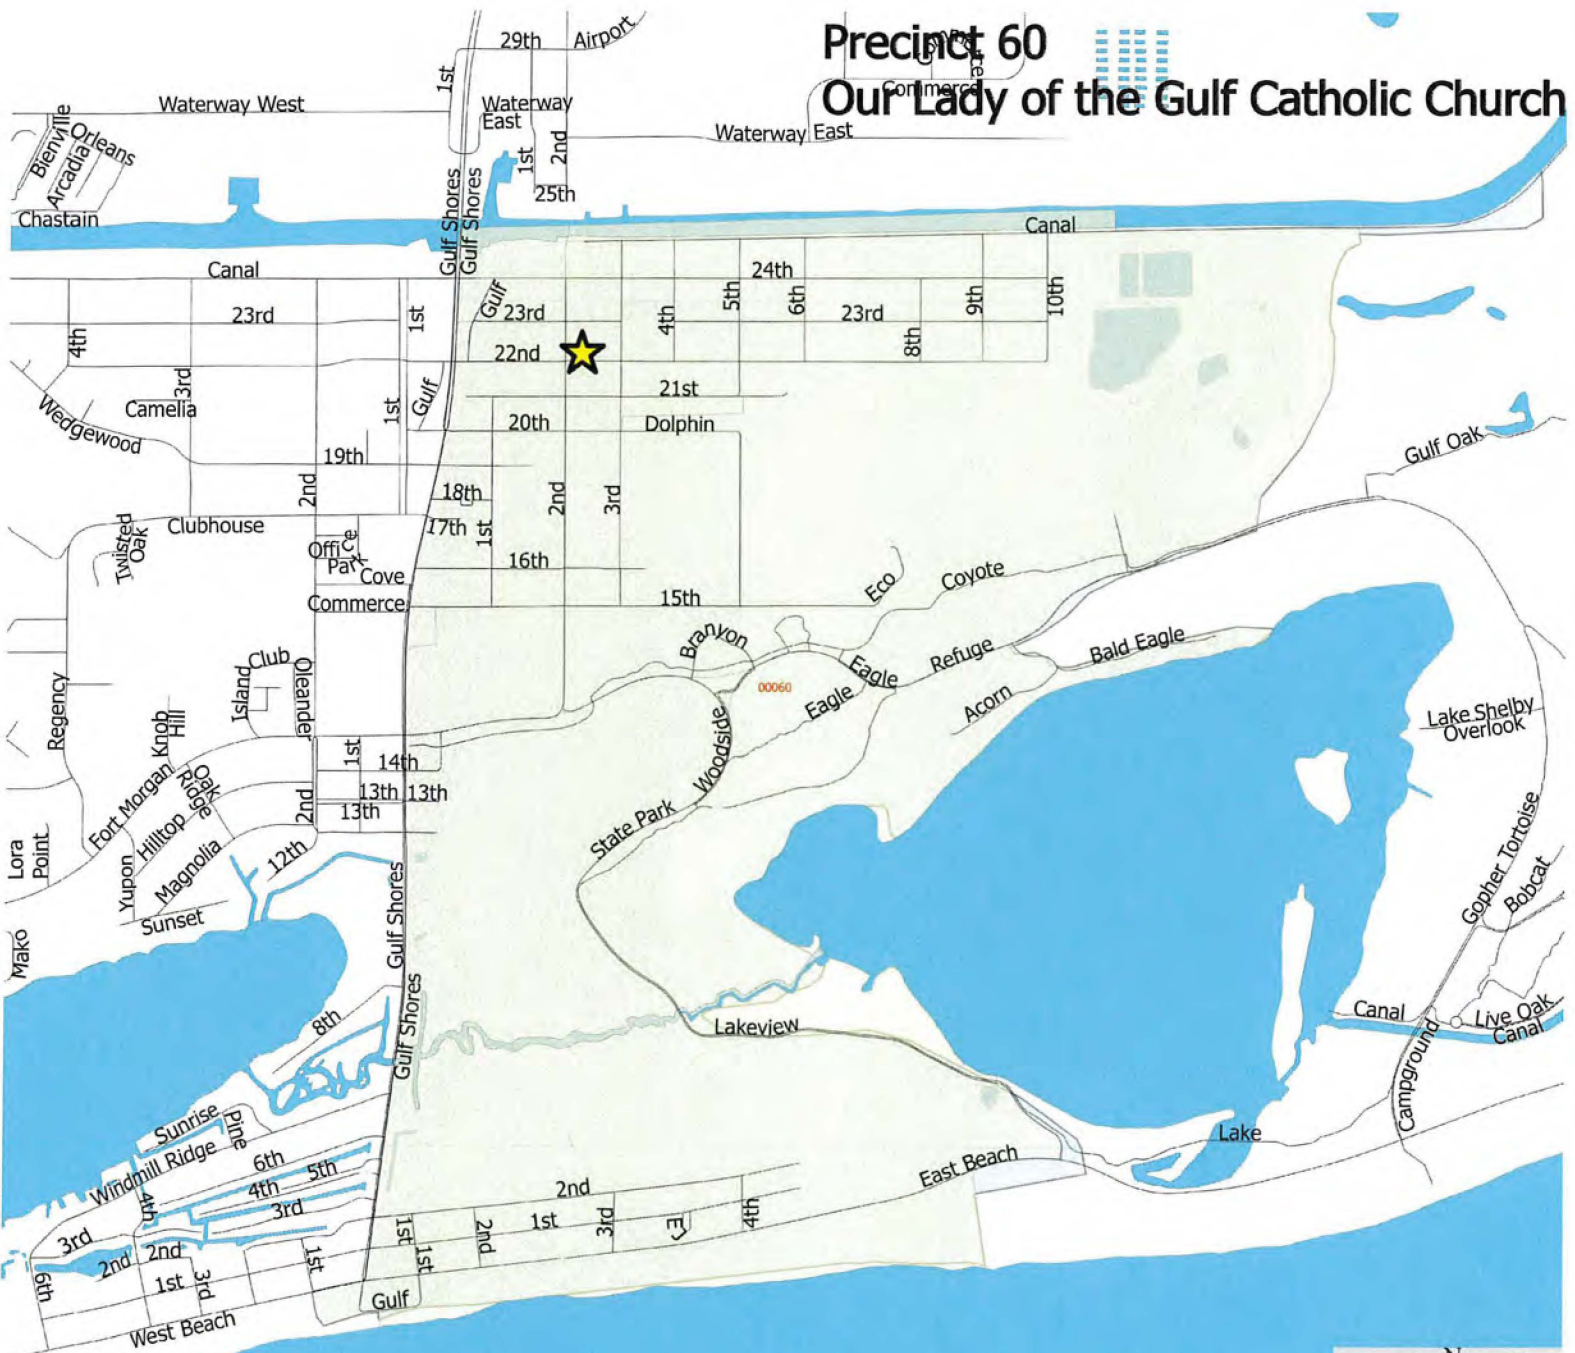 Precinct 60
Our Lady of the Gulf Catholic Church
29th
Airport
Commerce
Commerce
1st
Waterway West
Waterway
East
Waterway East
Bienville
Orleans
Arcadia
Chastain
1st
2nd
25th
Gulf Shores
Gulf Shores
Canal
Canal
24th
23rd
4th
1st
Gulf
23rd
4th
5th
6th
23rd
8th
9th
10th
22nd
21st
3rd
Camelia
Wedgewood
1st
Gulf
20th
Dolphin
19th
2nd
18th
17th
1st
2nd
3rd
Gulf Oak
Clubhouse
Twisted
Oak
Offi
ce
Park
Cove
16th
Commerce
15th
Eco
Coyote
Branyon
Eagle
Refuge
Bald Eagle
00060
Eagle
Acorn
Club
Island
Oleander
Regency
Knob
Hill
Lake Shelby
Overlook
Woodside
1st
14th
Fort Morgan
Oak
Ridge
2nd
13th
13th
13th
State Park
Lora
Point
Yupon
Hilltop
Magnolia
12th
Gopher Tortoise
Bobcat
Sunset
Mako
Gulf Shores
Gulf Shores
8th
Lakeview
Canal
Live Oak
Canal
Campground
Sunrise
Pine
Windmill Ridge
6th
5th
4th
4th
3rd
Lake
East Beach
2nd
3rd
2nd
2nd
1st
3rd
1st
6th
1st
1st
2nd
1st
3rd
E
4th
Gulf
West Beach
N